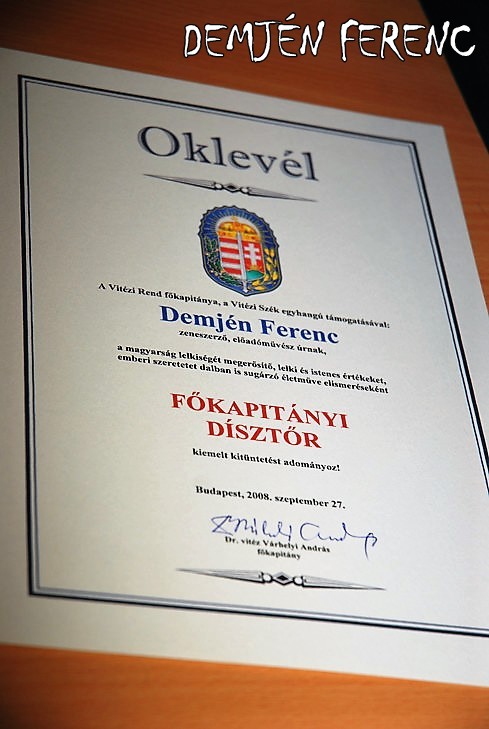 DEMJÉN FERENC
Oklevél
A Vitézi Rend főkapitánya, a Vitézi Szék egyhangú támogatásával:
Demjén Ferenc
zeneszerző, előadóművész úrnak,
a magyarság lelkiségét megerősítő, lelki és istenes értékeket,
emberi szeretetet dalban is sugárzó életműve elismeréseként
FŐKAPITÁNYI
DÍSZTŐR
kiemelt kitüntetést adományoz!
Budapest, 2008. szeptember 27.
Dr. vitéz Várhelyi András
főkapitány